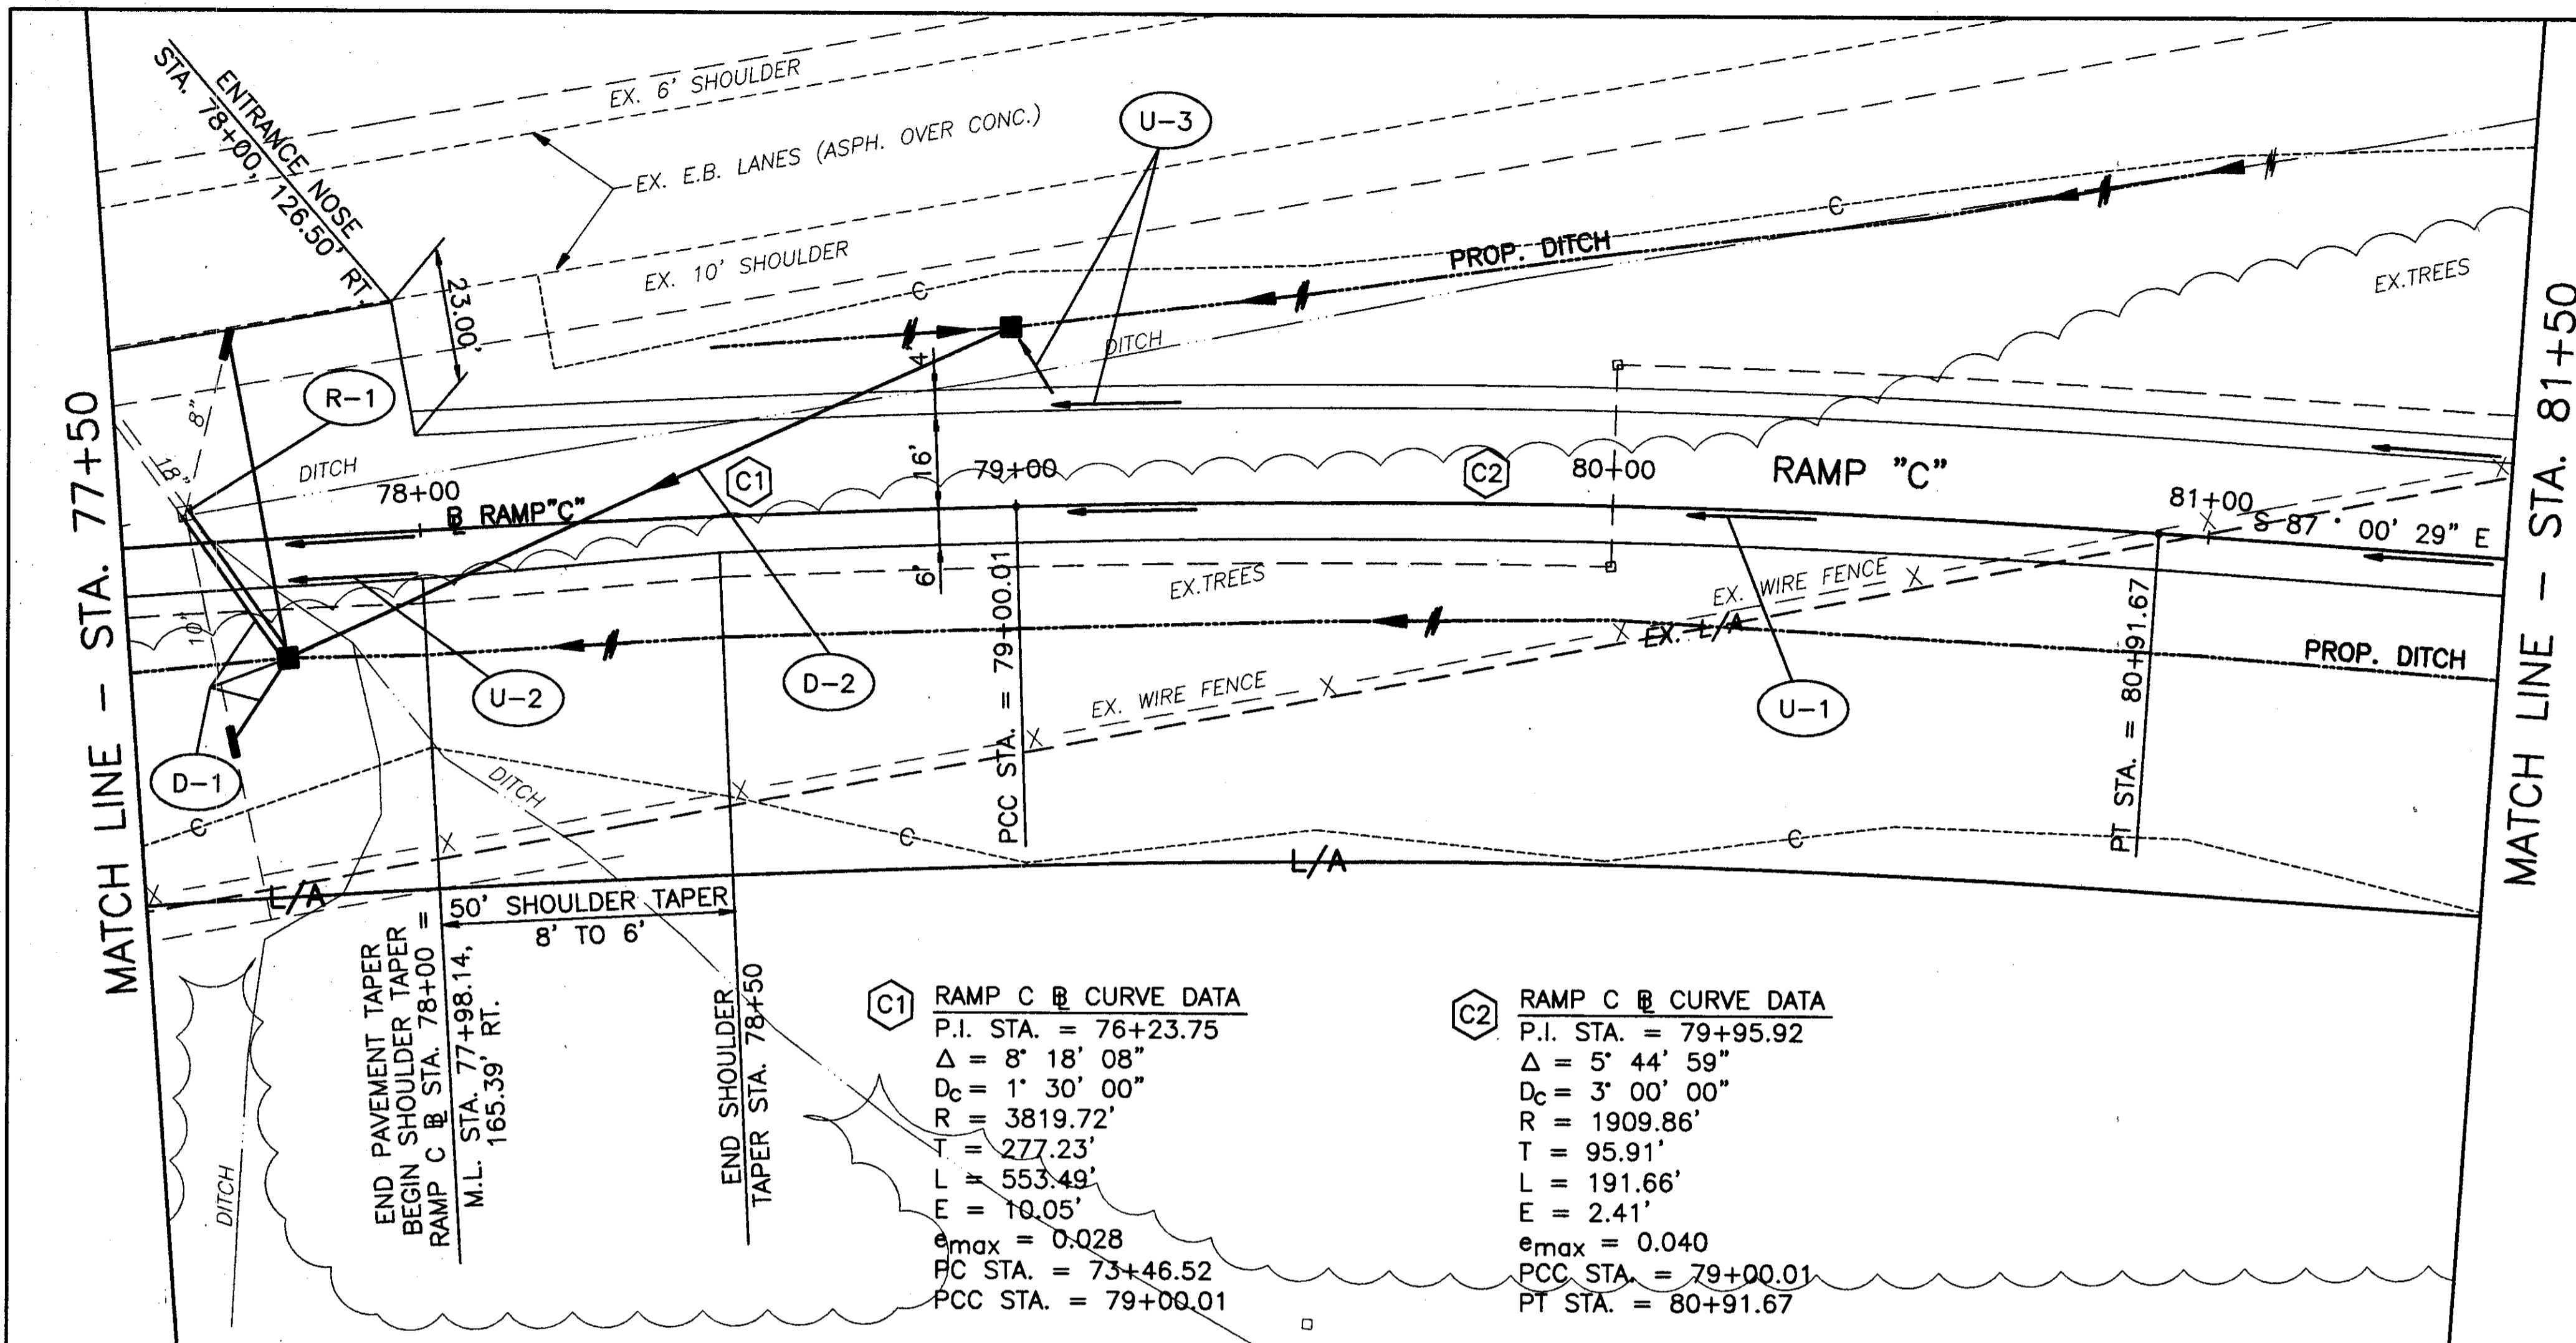 MATCH LINE – STA. 77+50
ENTRANCE NOSE
STA. 78+00, 126.50' RT.
EX. 6' SHOULDER
EX. E.B. LANES (ASPH. OVER CONC.)
U-3
EX. 10' SHOULDER
23.00'
C
C
PROP. DITCH
EX.TREES
DITCH
4'
R-1
8"
18"
DITCH
78+00
℄ RAMP"C"
C1
16'
79+00
C2
80+00
RAMP "C"
81+00
S 87° 00' 29" E
6'
EX.TREES
EX. WIRE FENCE
EX. L/A
10"
U-2
D-2
U-1
PROP. DITCH
EX. WIRE FENCE
D-1
DITCH
C
C
C
PCC STA. = 79+00.01
PT STA. = 80+91.67
L/A
L/A
50' SHOULDER TAPER
8' TO 6'
END PAVEMENT TAPER
BEGIN SHOULDER TAPER
RAMP C BL STA. 78+00 =
M.L. STA. 77+98.14,
165.39' RT.
END SHOULDER
TAPER STA. 78+50
DITCH
C1
RAMP C BL CURVE DATA
P.I. STA. = 76+23.75
Δ = 8° 18' 08"
Dc = 1° 30' 00"
R = 3819.72'
T = 277.23'
L = 553.49'
E = 10.05'
emax = 0.028
PC STA. = 73+46.52
PCC STA. = 79+00.01
C2
RAMP C BL CURVE DATA
P.I. STA. = 79+95.92
Δ = 5° 44' 59"
Dc = 3° 00' 00"
R = 1909.86'
T = 95.91'
L = 191.66'
E = 2.41'
emax = 0.040
PCC STA. = 79+00.01
PT STA. = 80+91.67
MATCH LINE – STA. 81+50